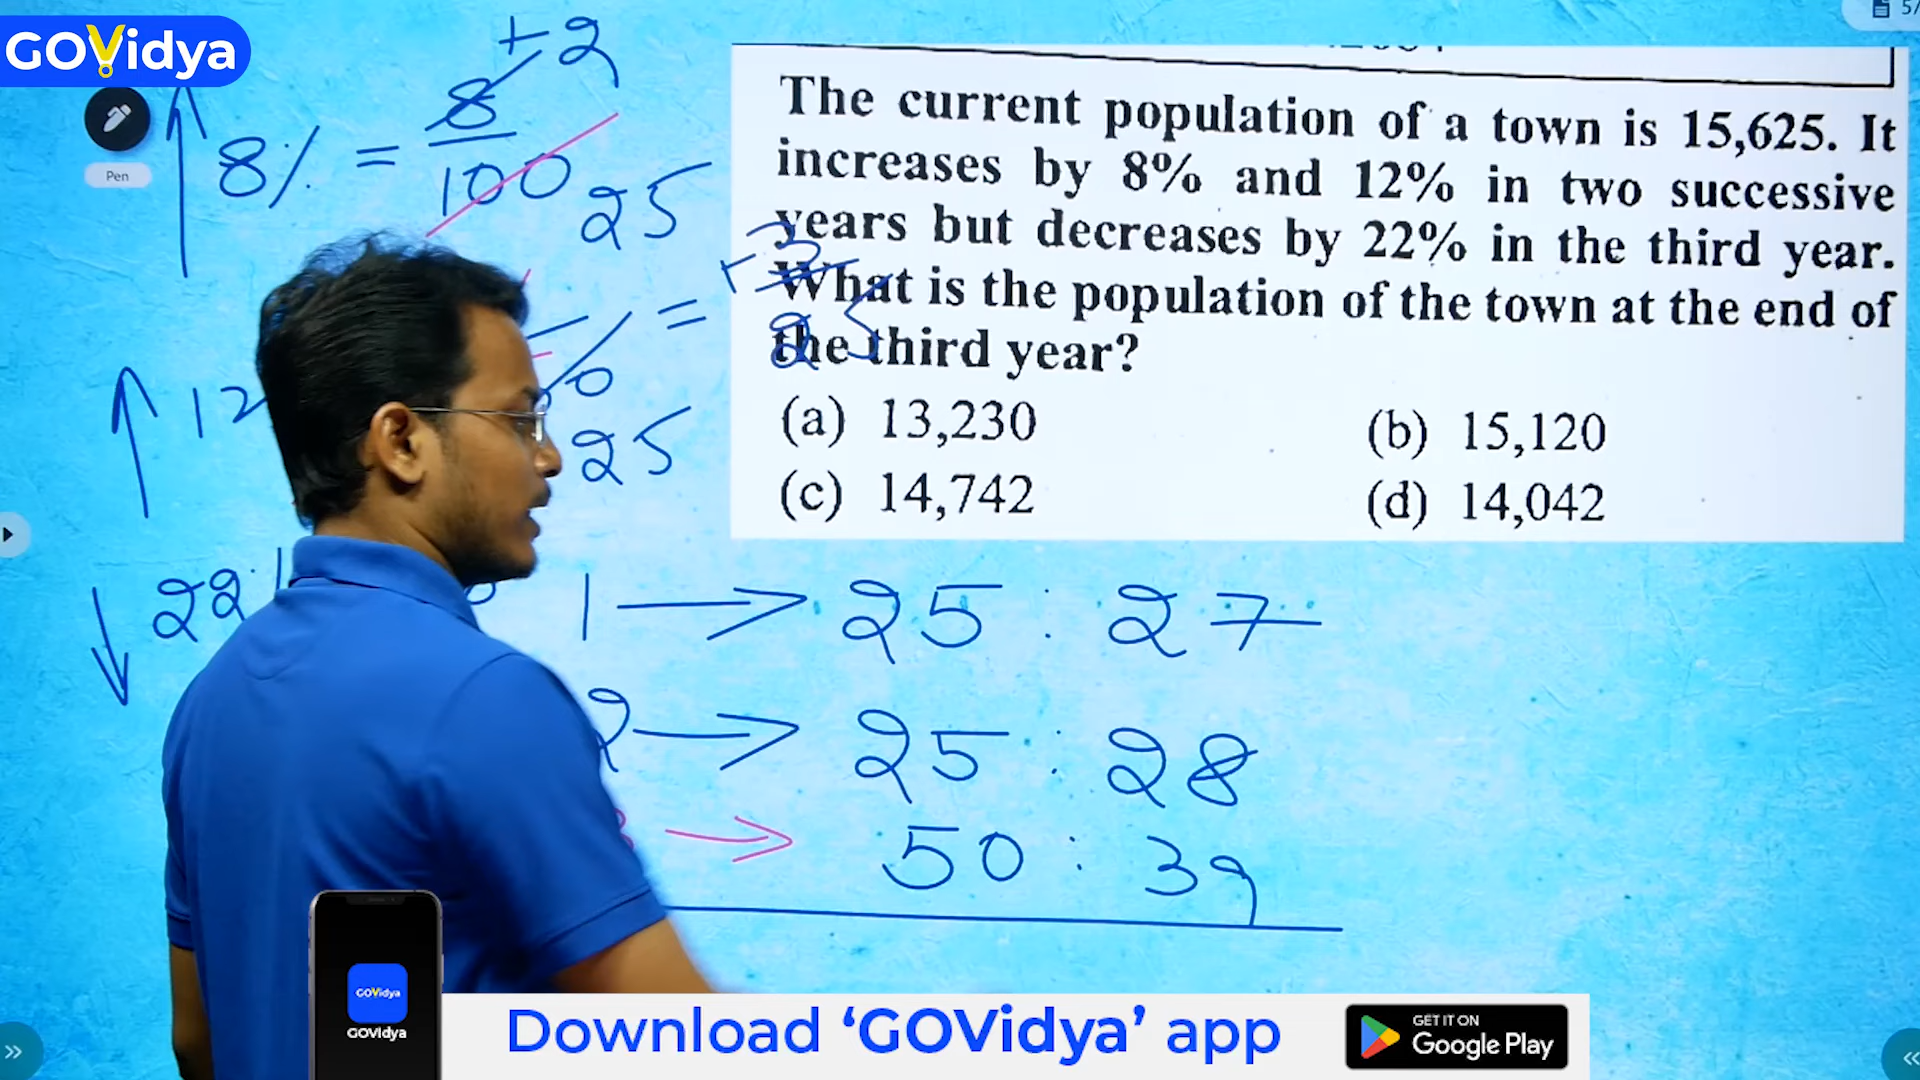 GOVidya
Pen
5/
+2
8% = 8
100
25
The current population of a town is 15,625. It
increases by 8% and 12% in two successive
years but decreases by 22% in the third year.
What is the population of the town at the end of
the third year?
(a) 13,230
(b) 15,120
(c) 14,742
(d) 14,042
12
= +3
25
25
22
1 → 25 : 27
2 → 25 : 28
→ 50 : 39
GOVidya
GOVIdya
Download ‘GOVidya’ app
GET IT ON
Google Play